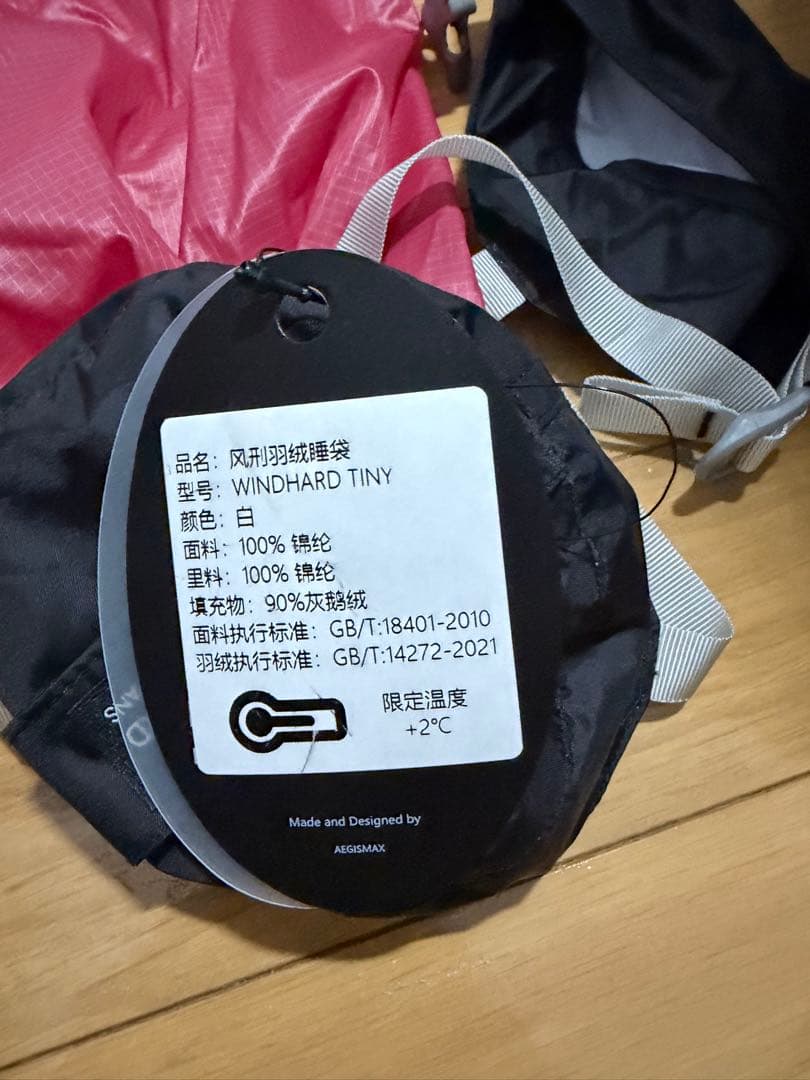 品名：风刑羽绒睡袋
型号：WINDHARD TINY
颜色：白
面料：100% 锦纶
里料：100% 锦纶
填充物：90%灰鹅绒
面料执行标准：GB/T:18401-2010
羽绒执行标准：GB/T:14272-2021
限定温度
+2℃
Made and Designed by
AEGISMAX